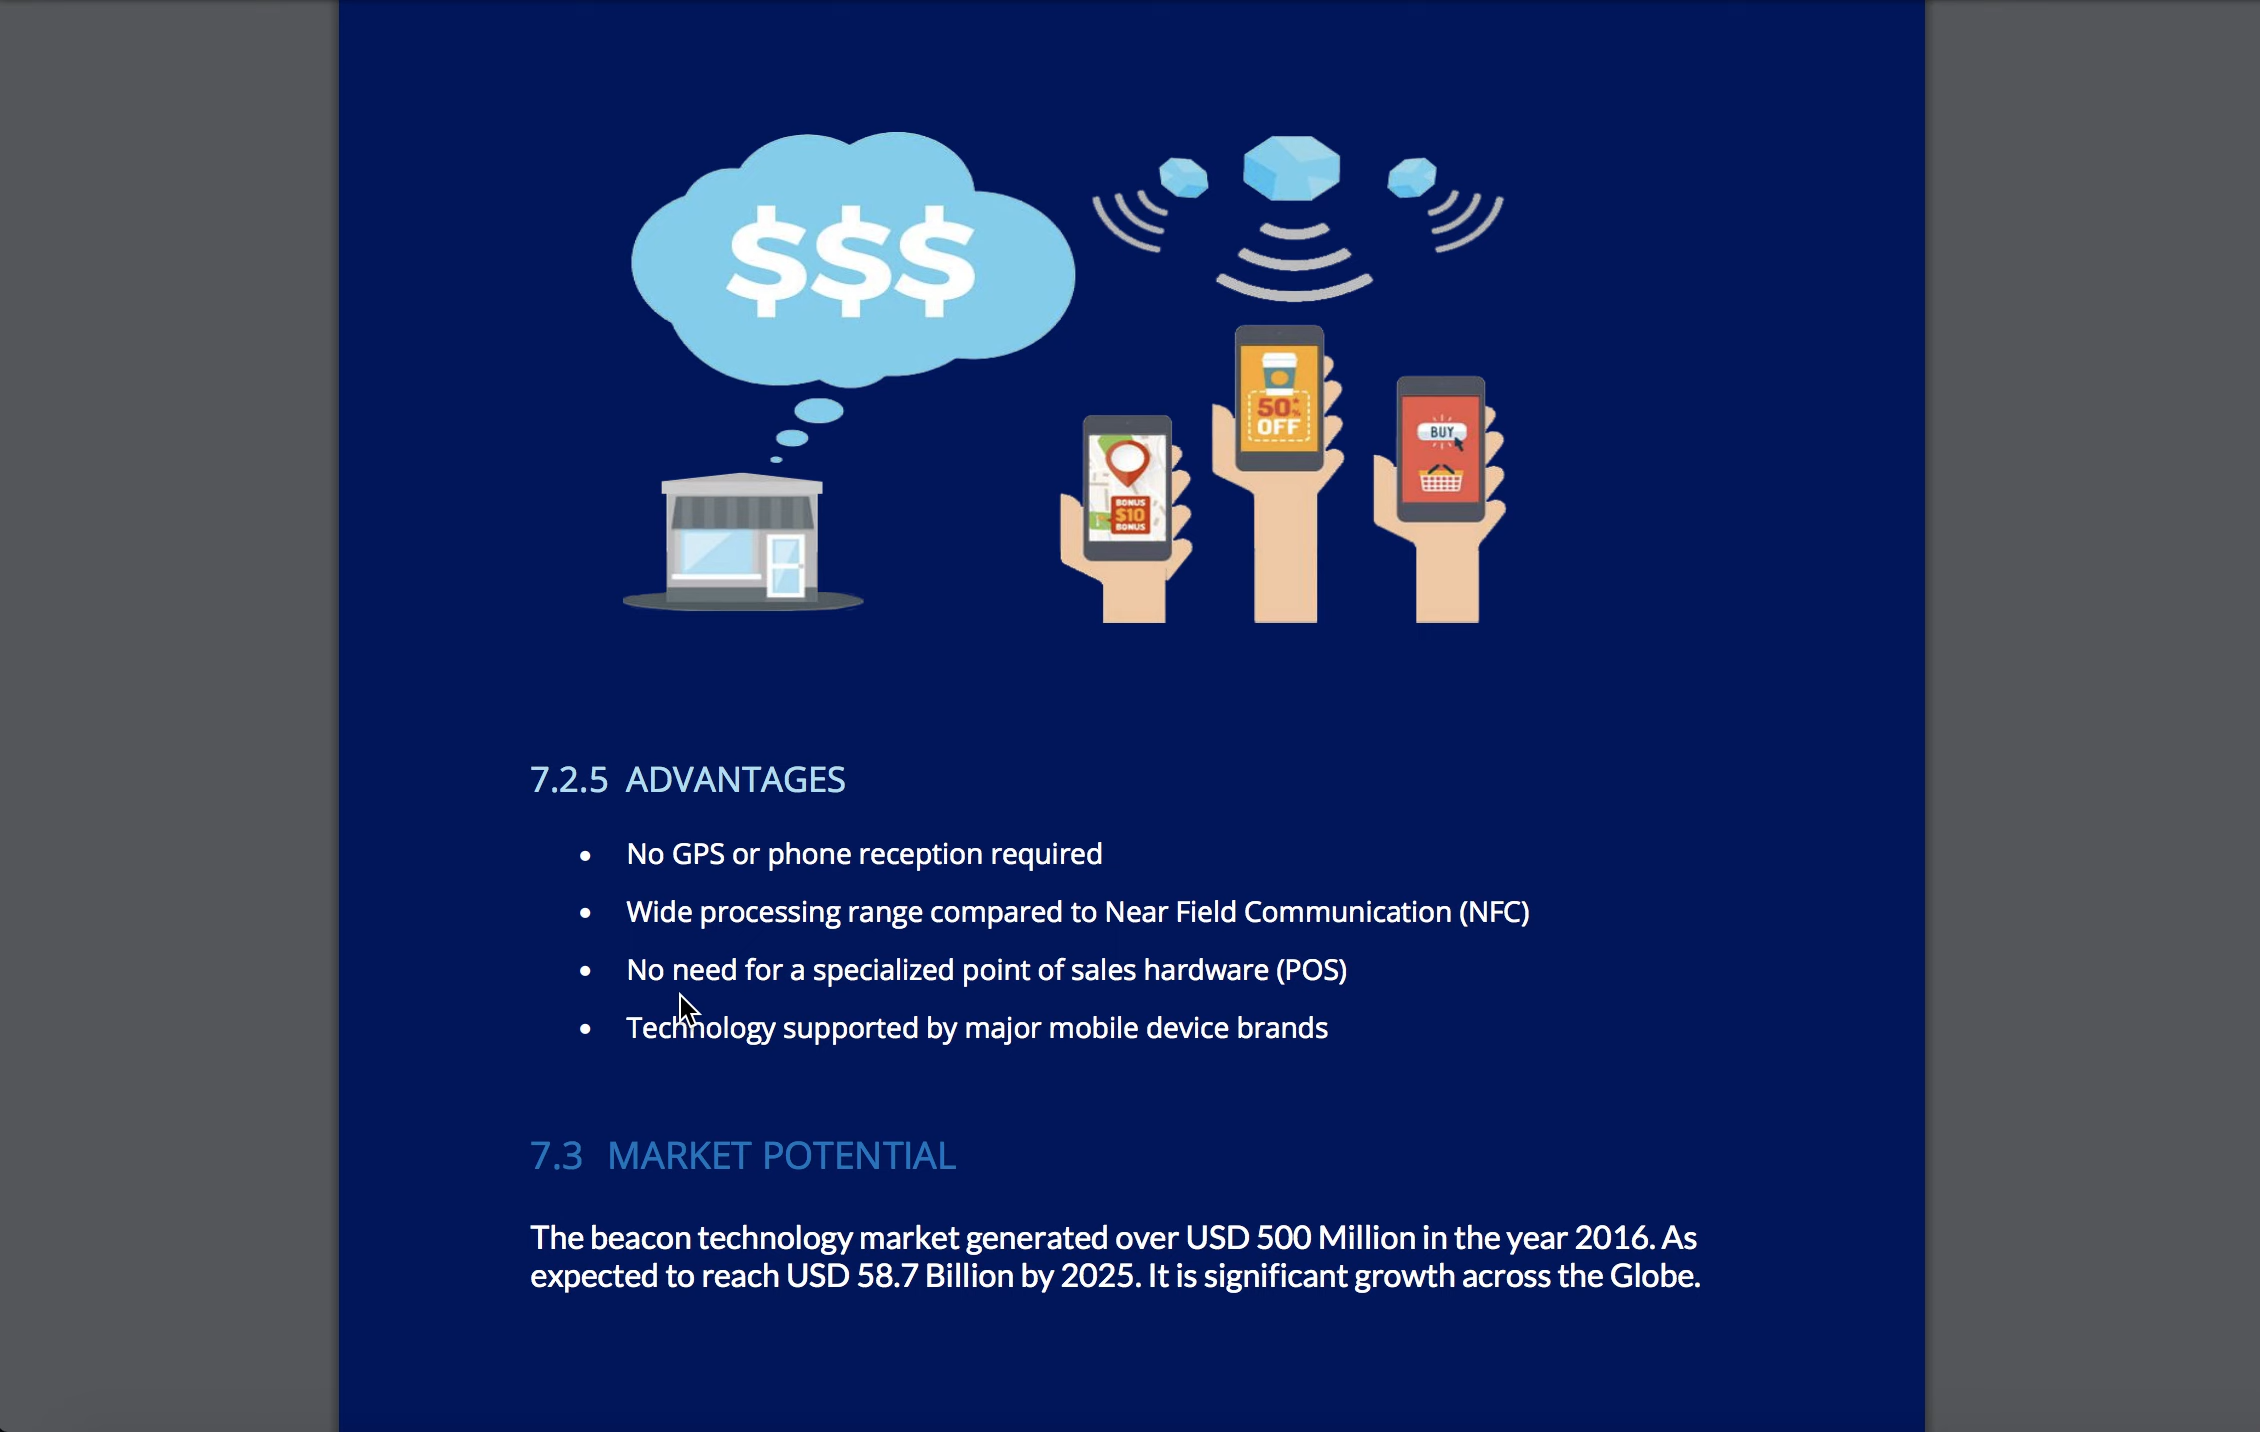 $$$
50%
OFF
BUY
BONUS
$10
BONUS
7.2.5 ADVANTAGES
• No GPS or phone reception required
• Wide processing range compared to Near Field Communication (NFC)
• No need for a specialized point of sales hardware (POS)
• Technology supported by major mobile device brands
7.3 MARKET POTENTIAL
The beacon technology market generated over USD 500 Million in the year 2016. As
expected to reach USD 58.7 Billion by 2025. It is significant growth across the Globe.